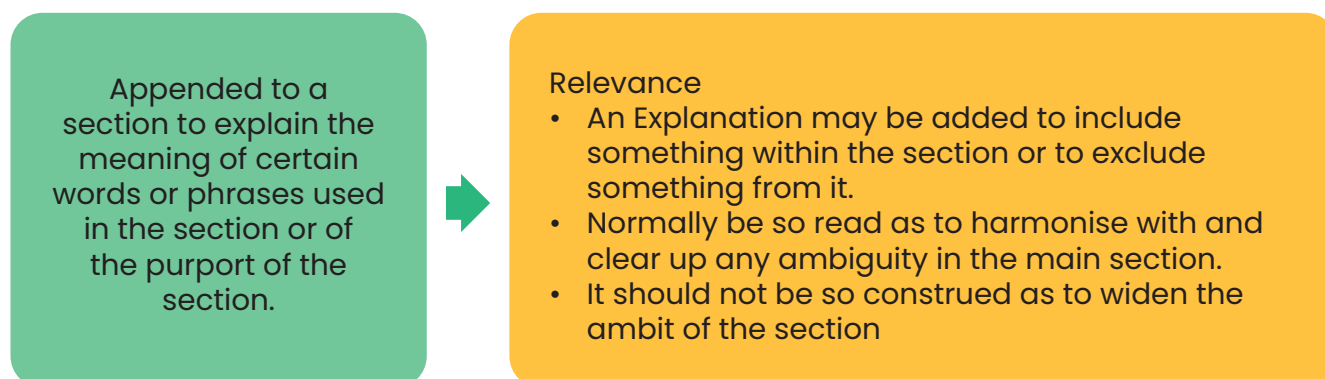 Appended to a
section to explain the
meaning of certain
words or phrases used
in the section or of
the purport of the
section.
Relevance
• An Explanation may be added to include
something within the section or to exclude
something from it.
• Normally be so read as to harmonise with and
clear up any ambiguity in the main section.
• It should not be so construed as to widen the
ambit of the section